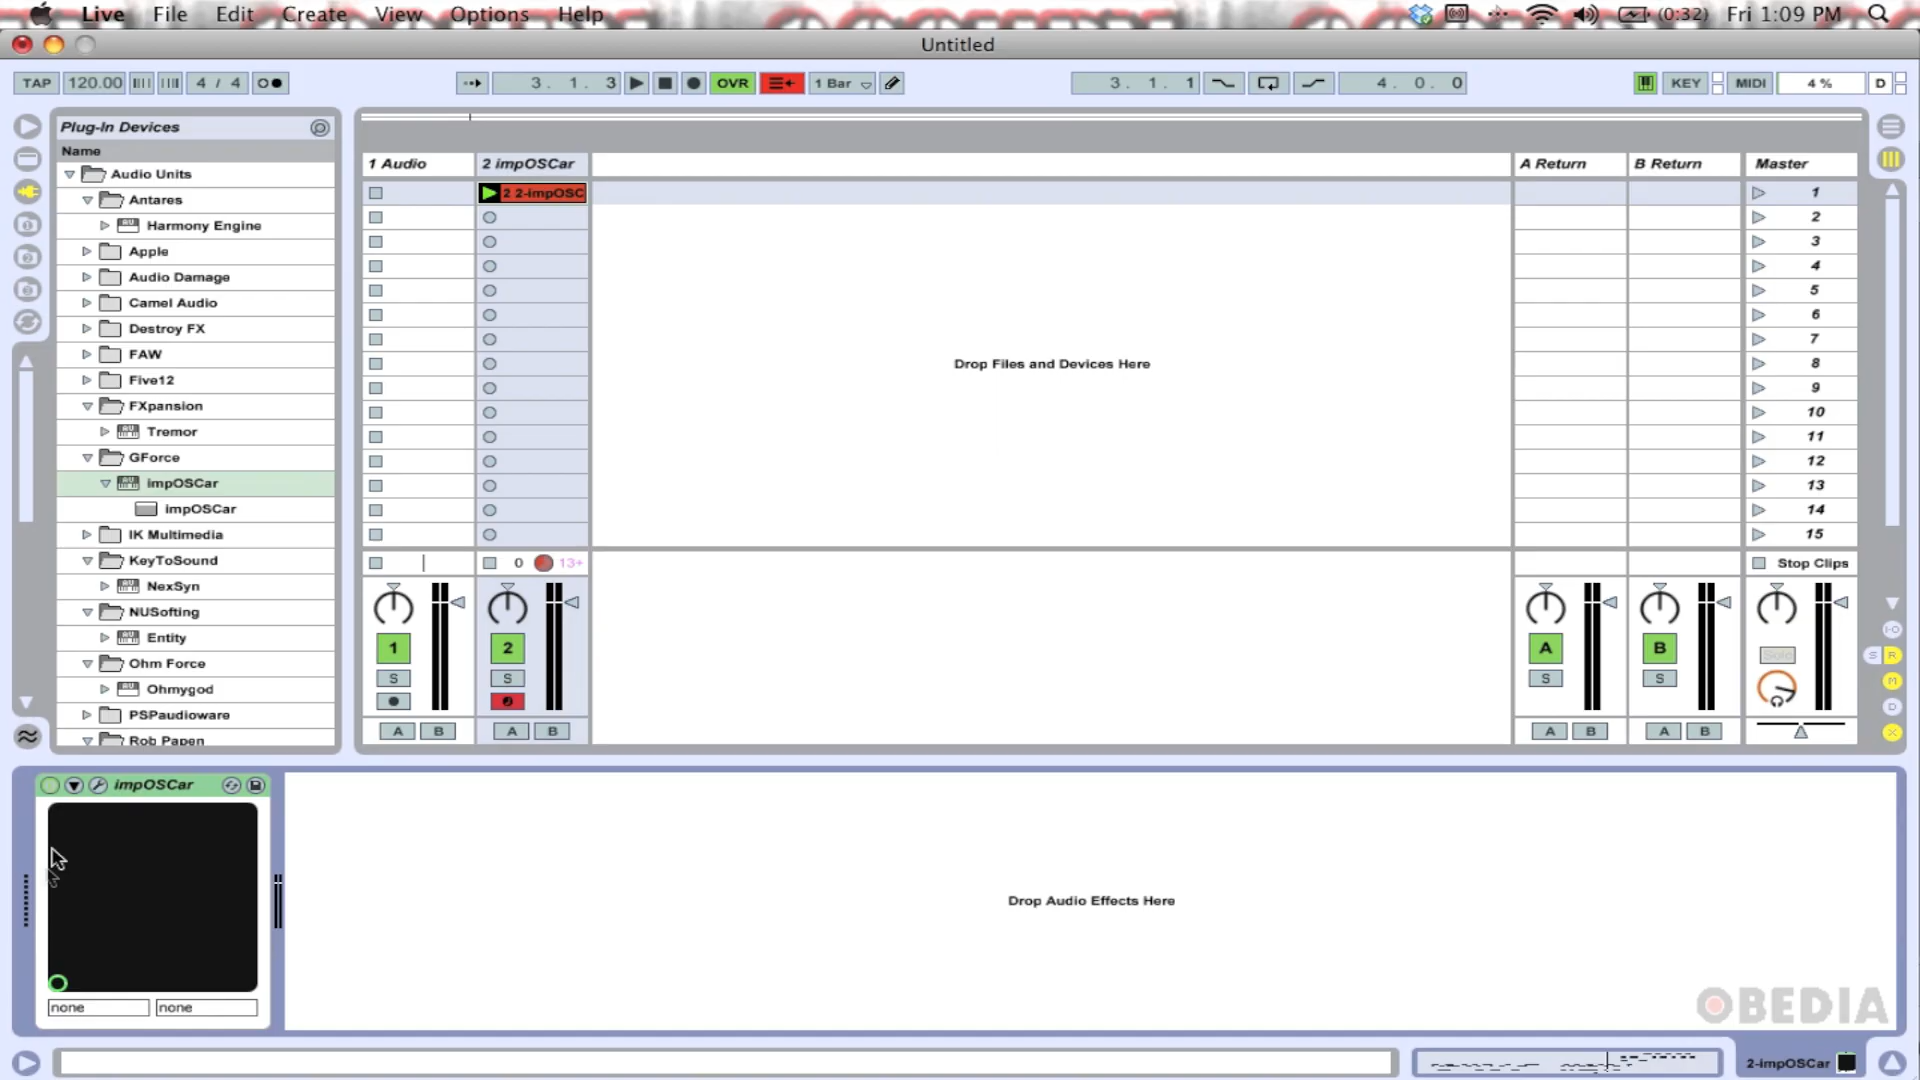 Live File Edit Create View Options Help (0:32) Fri 1:09 PM
Untitled
TAP 120.00 4 / 4 3. 1. 3 OVR 1 Bar 3. 1. 1 4. 0. 0 KEY MIDI 4 % D
Plug-In Devices
Name
Audio Units
Antares
Harmony Engine
Apple
Audio Damage
Camel Audio
Destroy FX
FAW
Five12
FXpansion
Tremor
GForce
impOSCar
impOSCar
IK Multimedia
KeyToSound
NexSyn
NUSofting
Entity
Ohm Force
Ohmygod
PSPaudioware
Rob Papen
1 Audio 2 impOSCar A Return B Return Master
2 2-impOSC 1
2
3
4
5
6
7
8
9
10
11
12
13
14
15
Drop Files and Devices Here
0 13+ Stop Clips
1 2 A B Solo
S S S S
A B A B A B A B
I-O
S R
M
D
X
impOSCar
none none
Drop Audio Effects Here
OBEDIA
2-impOSCar